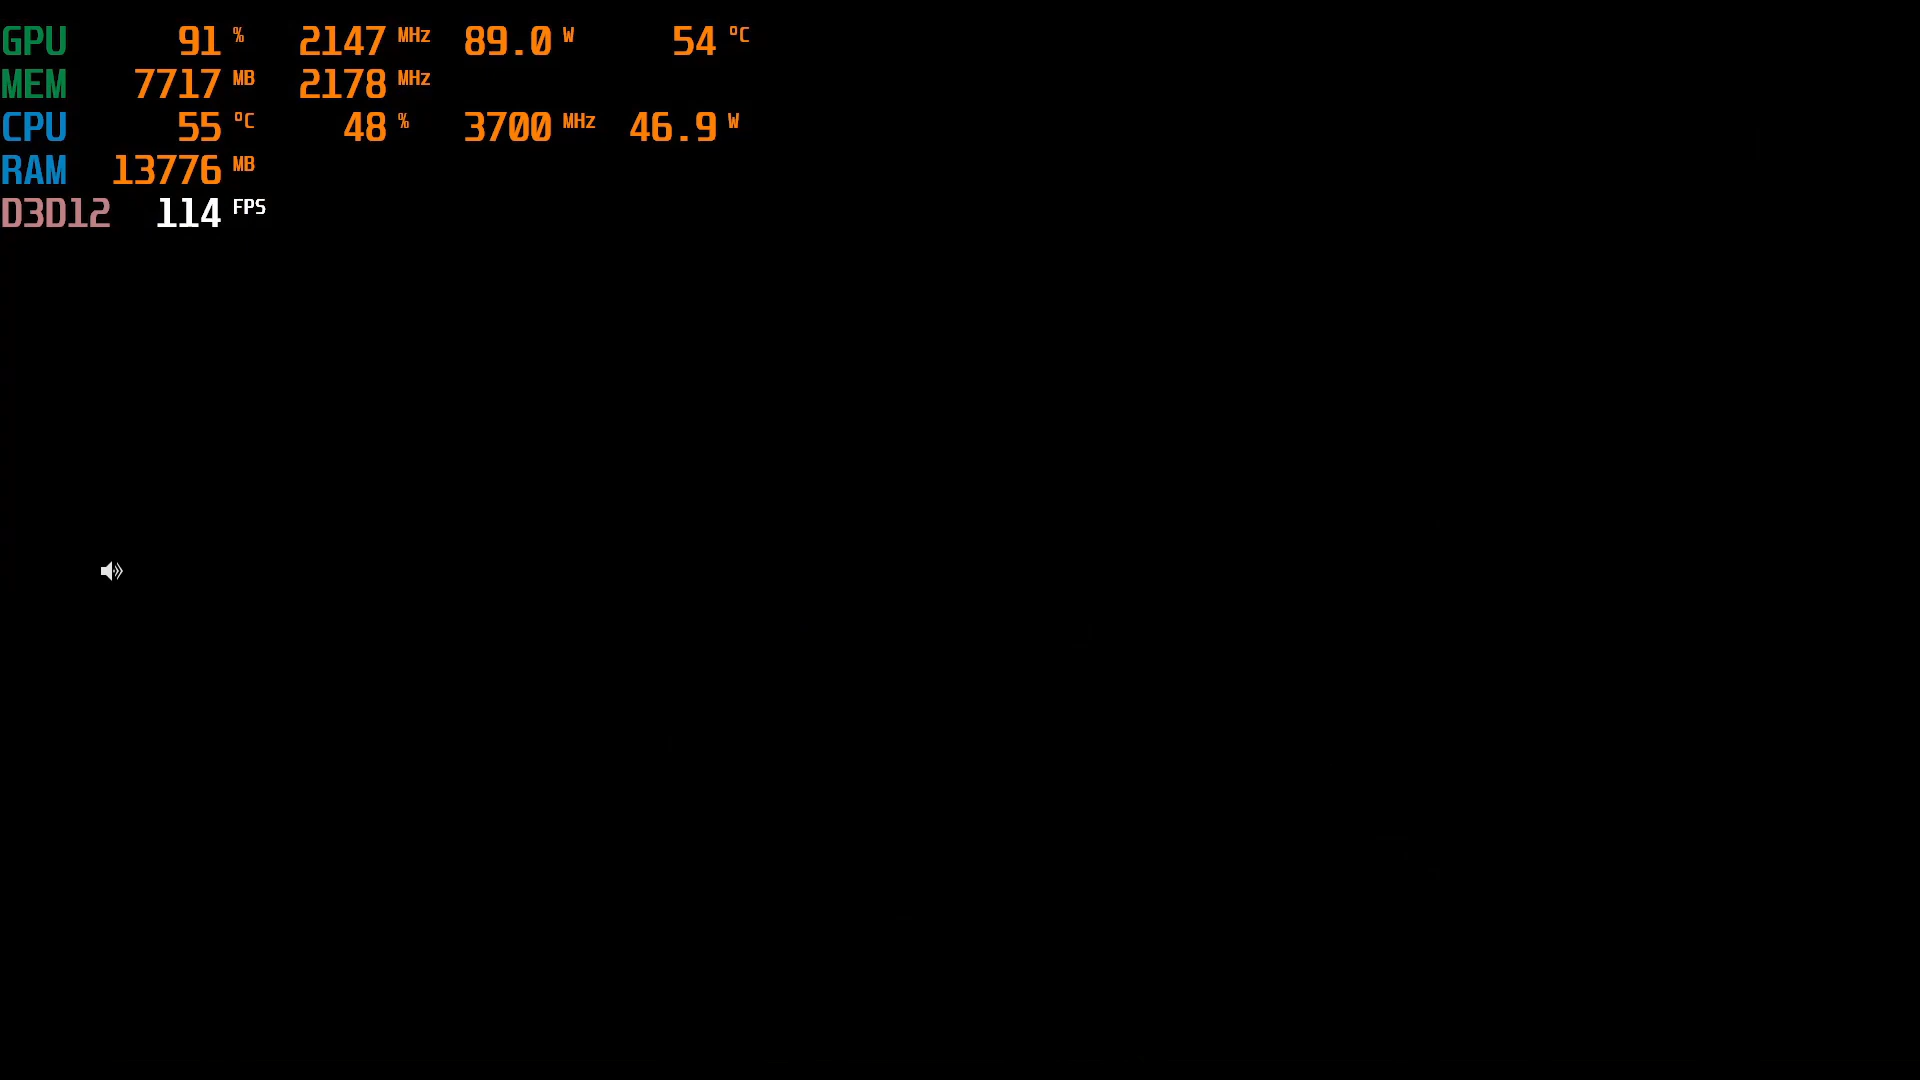 GPU 91 % 2147 MHz 89.0 W 54 °C
MEM 7717 MB 2178 MHz
CPU 55 °C 48 % 3700 MHz 46.9 W
RAM 13776 MB
D3D12 114 FPS